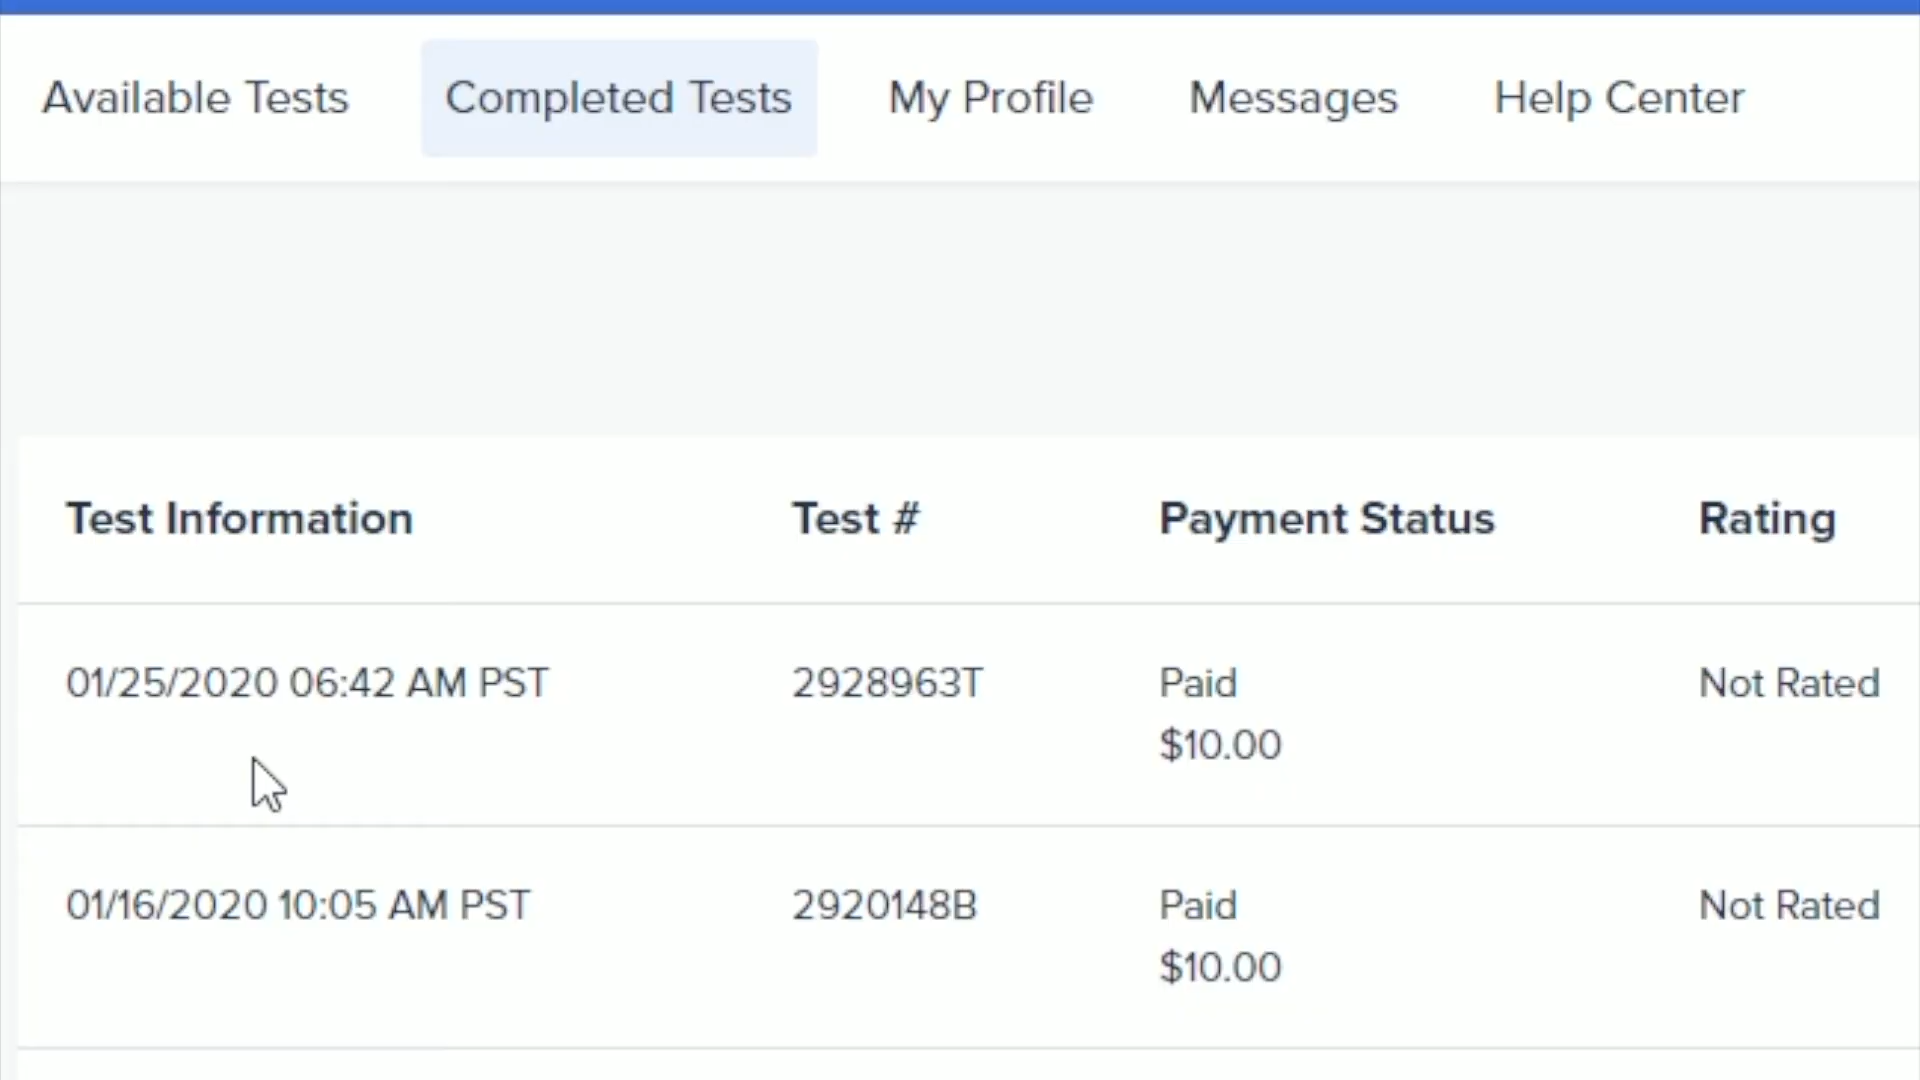 Available Tests Completed Tests My Profile Messages Help Center
Test Information Test # Payment Status Rating
01/25/2020 06:42 AM PST 2928963T Paid Not Rated
$10.00
01/16/2020 10:05 AM PST 2920148B Paid Not Rated
$10.00